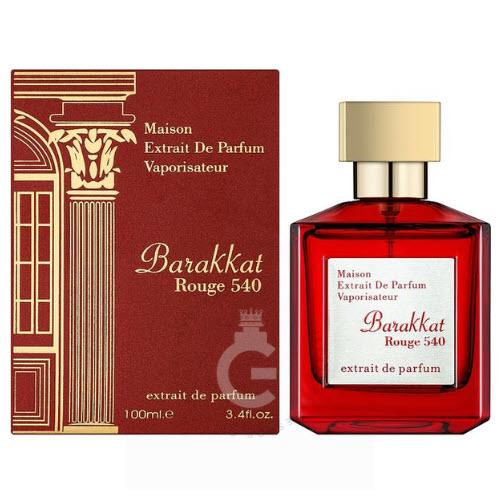 Maison
Extrait De Parfum
Vaporisateur
Barakkat
Rouge 540
extrait de parfum
100ml.e 3.4fl.oz.
Maison
Extrait De Parfum
Vaporisateur
Barakkat
Rouge 540
extrait de parfum